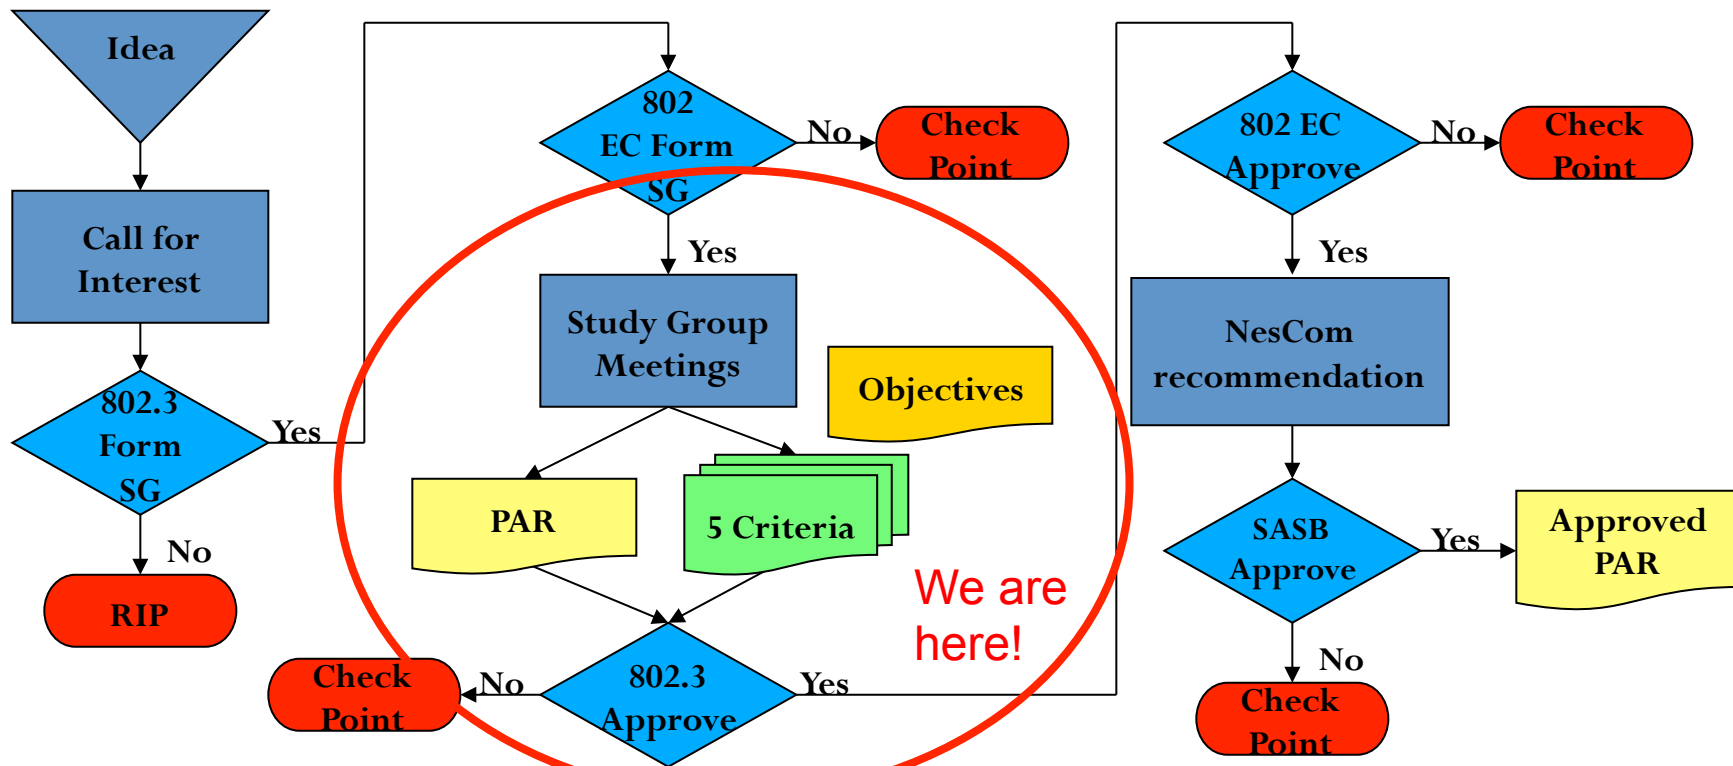 Idea
Call for
Interest
802.3
Form
SG
Yes
No
RIP
802
EC Form
SG
No
Check
Point
Yes
Study Group
Meetings
Objectives
PAR
5 Criteria
We are
here!
802.3
Approve
No
Check
Point
Yes
802 EC
Approve
No
Check
Point
Yes
NesCom
recommendation
SASB
Approve
Yes
Approved
PAR
No
Check
Point